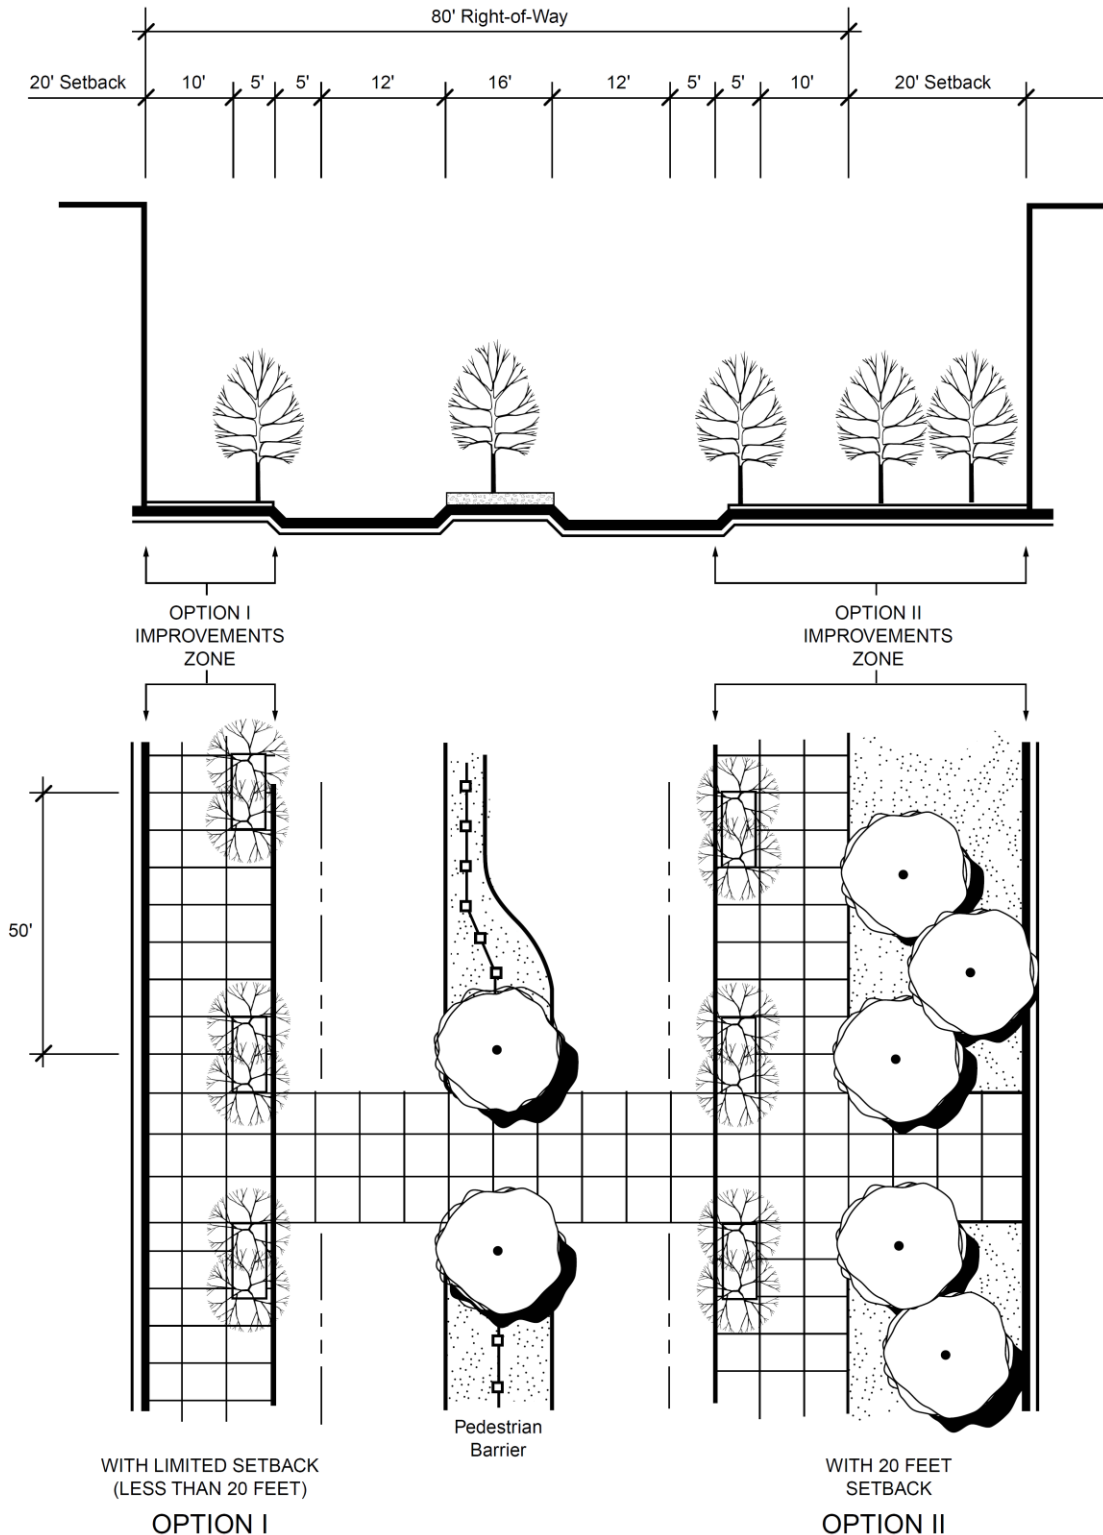 80' Right-of-Way
20' Setback 10' 5' 5' 12' 16' 12' 5' 5' 10' 20' Setback
OPTION I
IMPROVEMENTS
ZONE
OPTION II
IMPROVEMENTS
ZONE
50'
Pedestrian
Barrier
WITH LIMITED SETBACK
(LESS THAN 20 FEET)
OPTION I
WITH 20 FEET
SETBACK
OPTION II